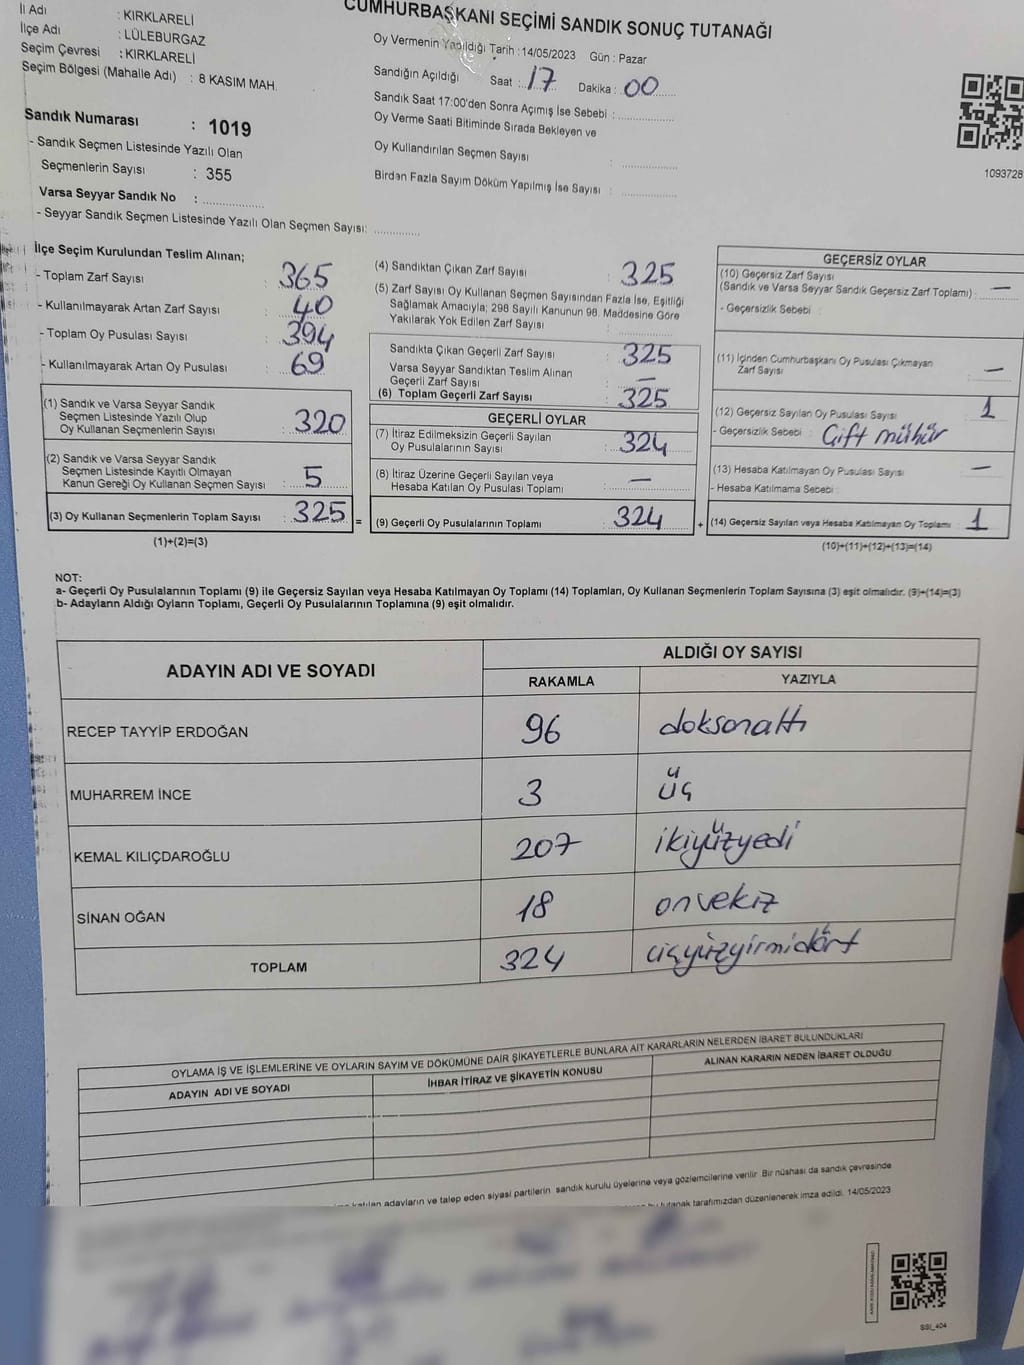 CUMHURBAŞKANI SEÇİMİ SANDIK SONUÇ TUTANAĞI
İl Adı : KIRKLARELİ
İlçe Adı : LÜLEBURGAZ
Seçim Çevresi : KIRKLARELİ
Seçim Bölgesi (Mahalle Adı) : 8 KASIM MAH.
Sandık Numarası : 1019
- Sandık Seçmen Listesinde Yazılı Olan
Seçmenlerin Sayısı : 355
Varsa Seyyar Sandık No : ...............
- Seyyar Sandık Seçmen Listesinde Yazılı Olan Seçmen Sayısı: ............
Oy Vermenin Yapıldığı Tarih :14/05/2023 Gün : Pazar
Sandığın Açıldığı Saat : 17 Dakika : 00
Sandık Saat 17:00'den Sonra Açımış İse Sebebi : ...............
Oy Verme Saati Bitiminde Sırada Bekleyen ve
Oy Kullandırılan Seçmen Sayısı : ...............
Birden Fazla Sayım Döküm Yapılmış İse Sayısı : ...............
1093728
İlçe Seçim Kurulundan Teslim Alınan;
- Toplam Zarf Sayısı : 365
- Kullanılmayarak Artan Zarf Sayısı : 40
- Toplam Oy Pusulası Sayısı : 394
- Kullanılmayarak Artan Oy Pusulası : 69
(1) Sandık ve Varsa Seyyar Sandık
Seçmen Listesinde Yazılı Olup
Oy Kullanan Seçmenlerin Sayısı : 320
(2) Sandık ve Varsa Seyyar Sandık
Seçmen Listesinde Kayıtlı Olmayan
Kanun Gereği Oy Kullanan Seçmen Sayısı : 5
(3) Oy Kullanan Seçmenlerin Toplam Sayısı : 325 =
(1)+(2)=(3)
(4) Sandıktan Çıkan Zarf Sayısı : 325
(5) Zarf Sayısı Oy Kullanan Seçmen Sayısından Fazla İse, Eşitliği
Sağlamak Amacıyla; 298 Sayılı Kanunun 98. Maddesine Göre
Yakılarak Yok Edilen Zarf Sayısı : ...............
Sandıkta Çıkan Geçerli Zarf Sayısı : 325
Varsa Seyyar Sandıktan Teslim Alınan
Geçerli Zarf Sayısı : —
(6) Toplam Geçerli Zarf Sayısı : 325
GEÇERLİ OYLAR
(7) İtiraz Edilmeksizin Geçerli Sayılan
Oy Pusulalarının Sayısı : 324
(8) İtiraz Üzerine Geçerli Sayılan veya
Hesaba Katılan Oy Pusulası Toplamı : —
(9) Geçerli Oy Pusulalarının Toplamı : 324 +
GEÇERSİZ OYLAR
(10) Geçersiz Zarf Sayısı
(Sandık ve Varsa Seyyar Sandık Geçersiz Zarf Toplamı) : —
- Geçersizlik Sebebi :
(11) İçinden Cumhurbaşkanı Oy Pusulası Çıkmayan
Zarf Sayısı : —
(12) Geçersiz Sayılan Oy Pusulası Sayısı : 1
- Geçersizlik Sebebi : Çift mühür
(13) Hesaba Katılmayan Oy Pusulası Sayısı : —
- Hesaba Katılmama Sebebi :
(14) Geçersiz Sayılan veya Hesaba Katılmayan Oy Toplamı : 1
(10)+(11)+(12)+(13)=(14)
NOT:
a- Geçerli Oy Pusulalarının Toplamı (9) ile Geçersiz Sayılan veya Hesaba Katılmayan Oy Toplamı (14) Toplamları, Oy Kullanan Seçmenlerin Toplam Sayısına (3) eşit olmalıdır. (9)+(14)=(3)
b- Adayların Aldığı Oyların Toplamı, Geçerli Oy Pusulalarının Toplamına (9) eşit olmalıdır.
ADAYIN ADI VE SOYADI
ALDIĞI OY SAYISI
RAKAMLA YAZIYLA
RECEP TAYYİP ERDOĞAN 96 doksanaltı
MUHARREM İNCE 3 üç
KEMAL KILIÇDAROĞLU 207 ikiyüzyedi
SİNAN OĞAN 18 onsekiz
TOPLAM 324 üçyüzyirmidört
OYLAMA İŞ VE İŞLEMLERİNE VE OYLARIN SAYIM VE DÖKÜMÜNE DAİR ŞİKAYETLERLE BUNLARA AİT KARARLARIN NELERDEN İBARET BULUNDUKLARI
ADAYIN ADI VE SOYADI İHBAR İTİRAZ VE ŞİKAYETİN KONUSU ALINAN KARARIN NEDEN İBARET OLDUĞU
katılan adayların ve talep eden siyasi partilerin sandık kurulu üyelerine veya gözlemcilerine verilir. Bir nüshası da sandık çevresinde
tutanak tarafımızdan düzenlenerek imza edildi. 14/05/2023
SSI_404